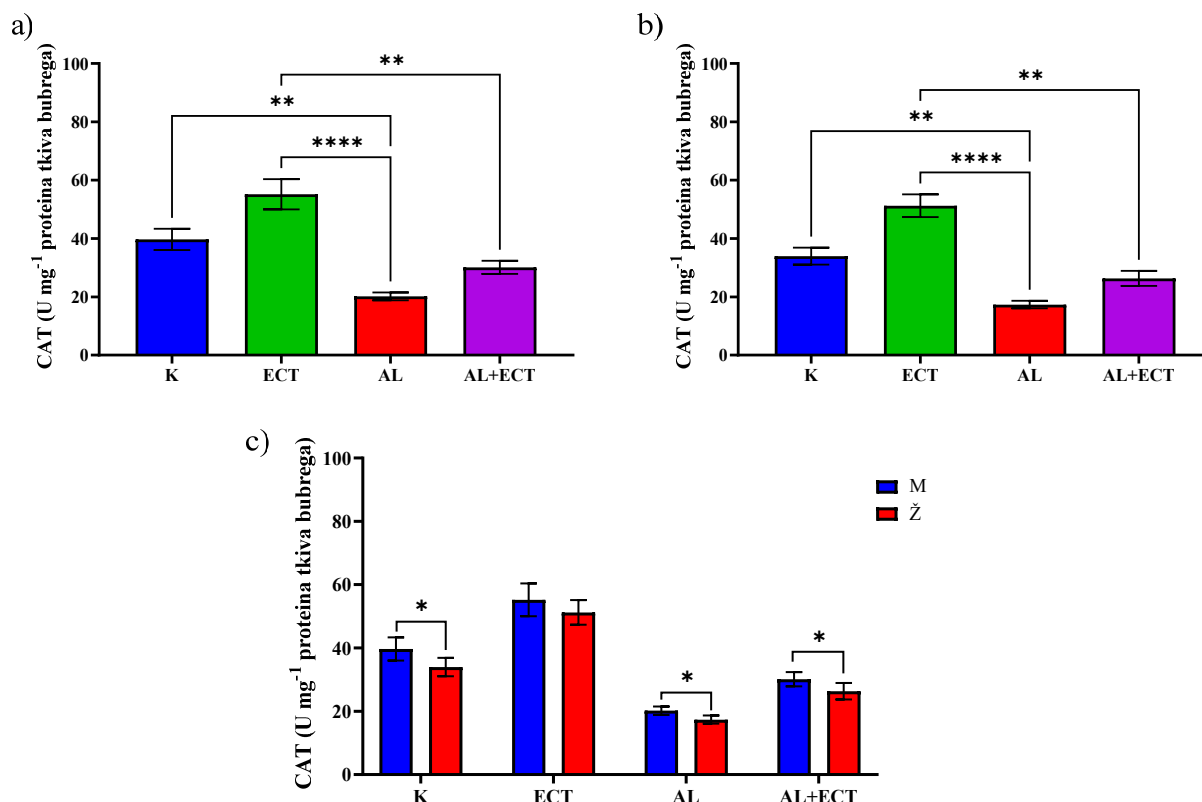 a)
CAT (U mg⁻¹ proteina tkiva bubrega)
100
80
60
40
20
0
**
**
****
K ECT AL AL+ECT
b)
CAT (U mg⁻¹ proteina tkiva bubrega)
100
80
60
40
20
0
**
**
****
K ECT AL AL+ECT
c)
CAT (U mg⁻¹ proteina tkiva bubrega)
100
80
60
40
20
0
*
*
*
K ECT AL AL+ECT
M
Ž